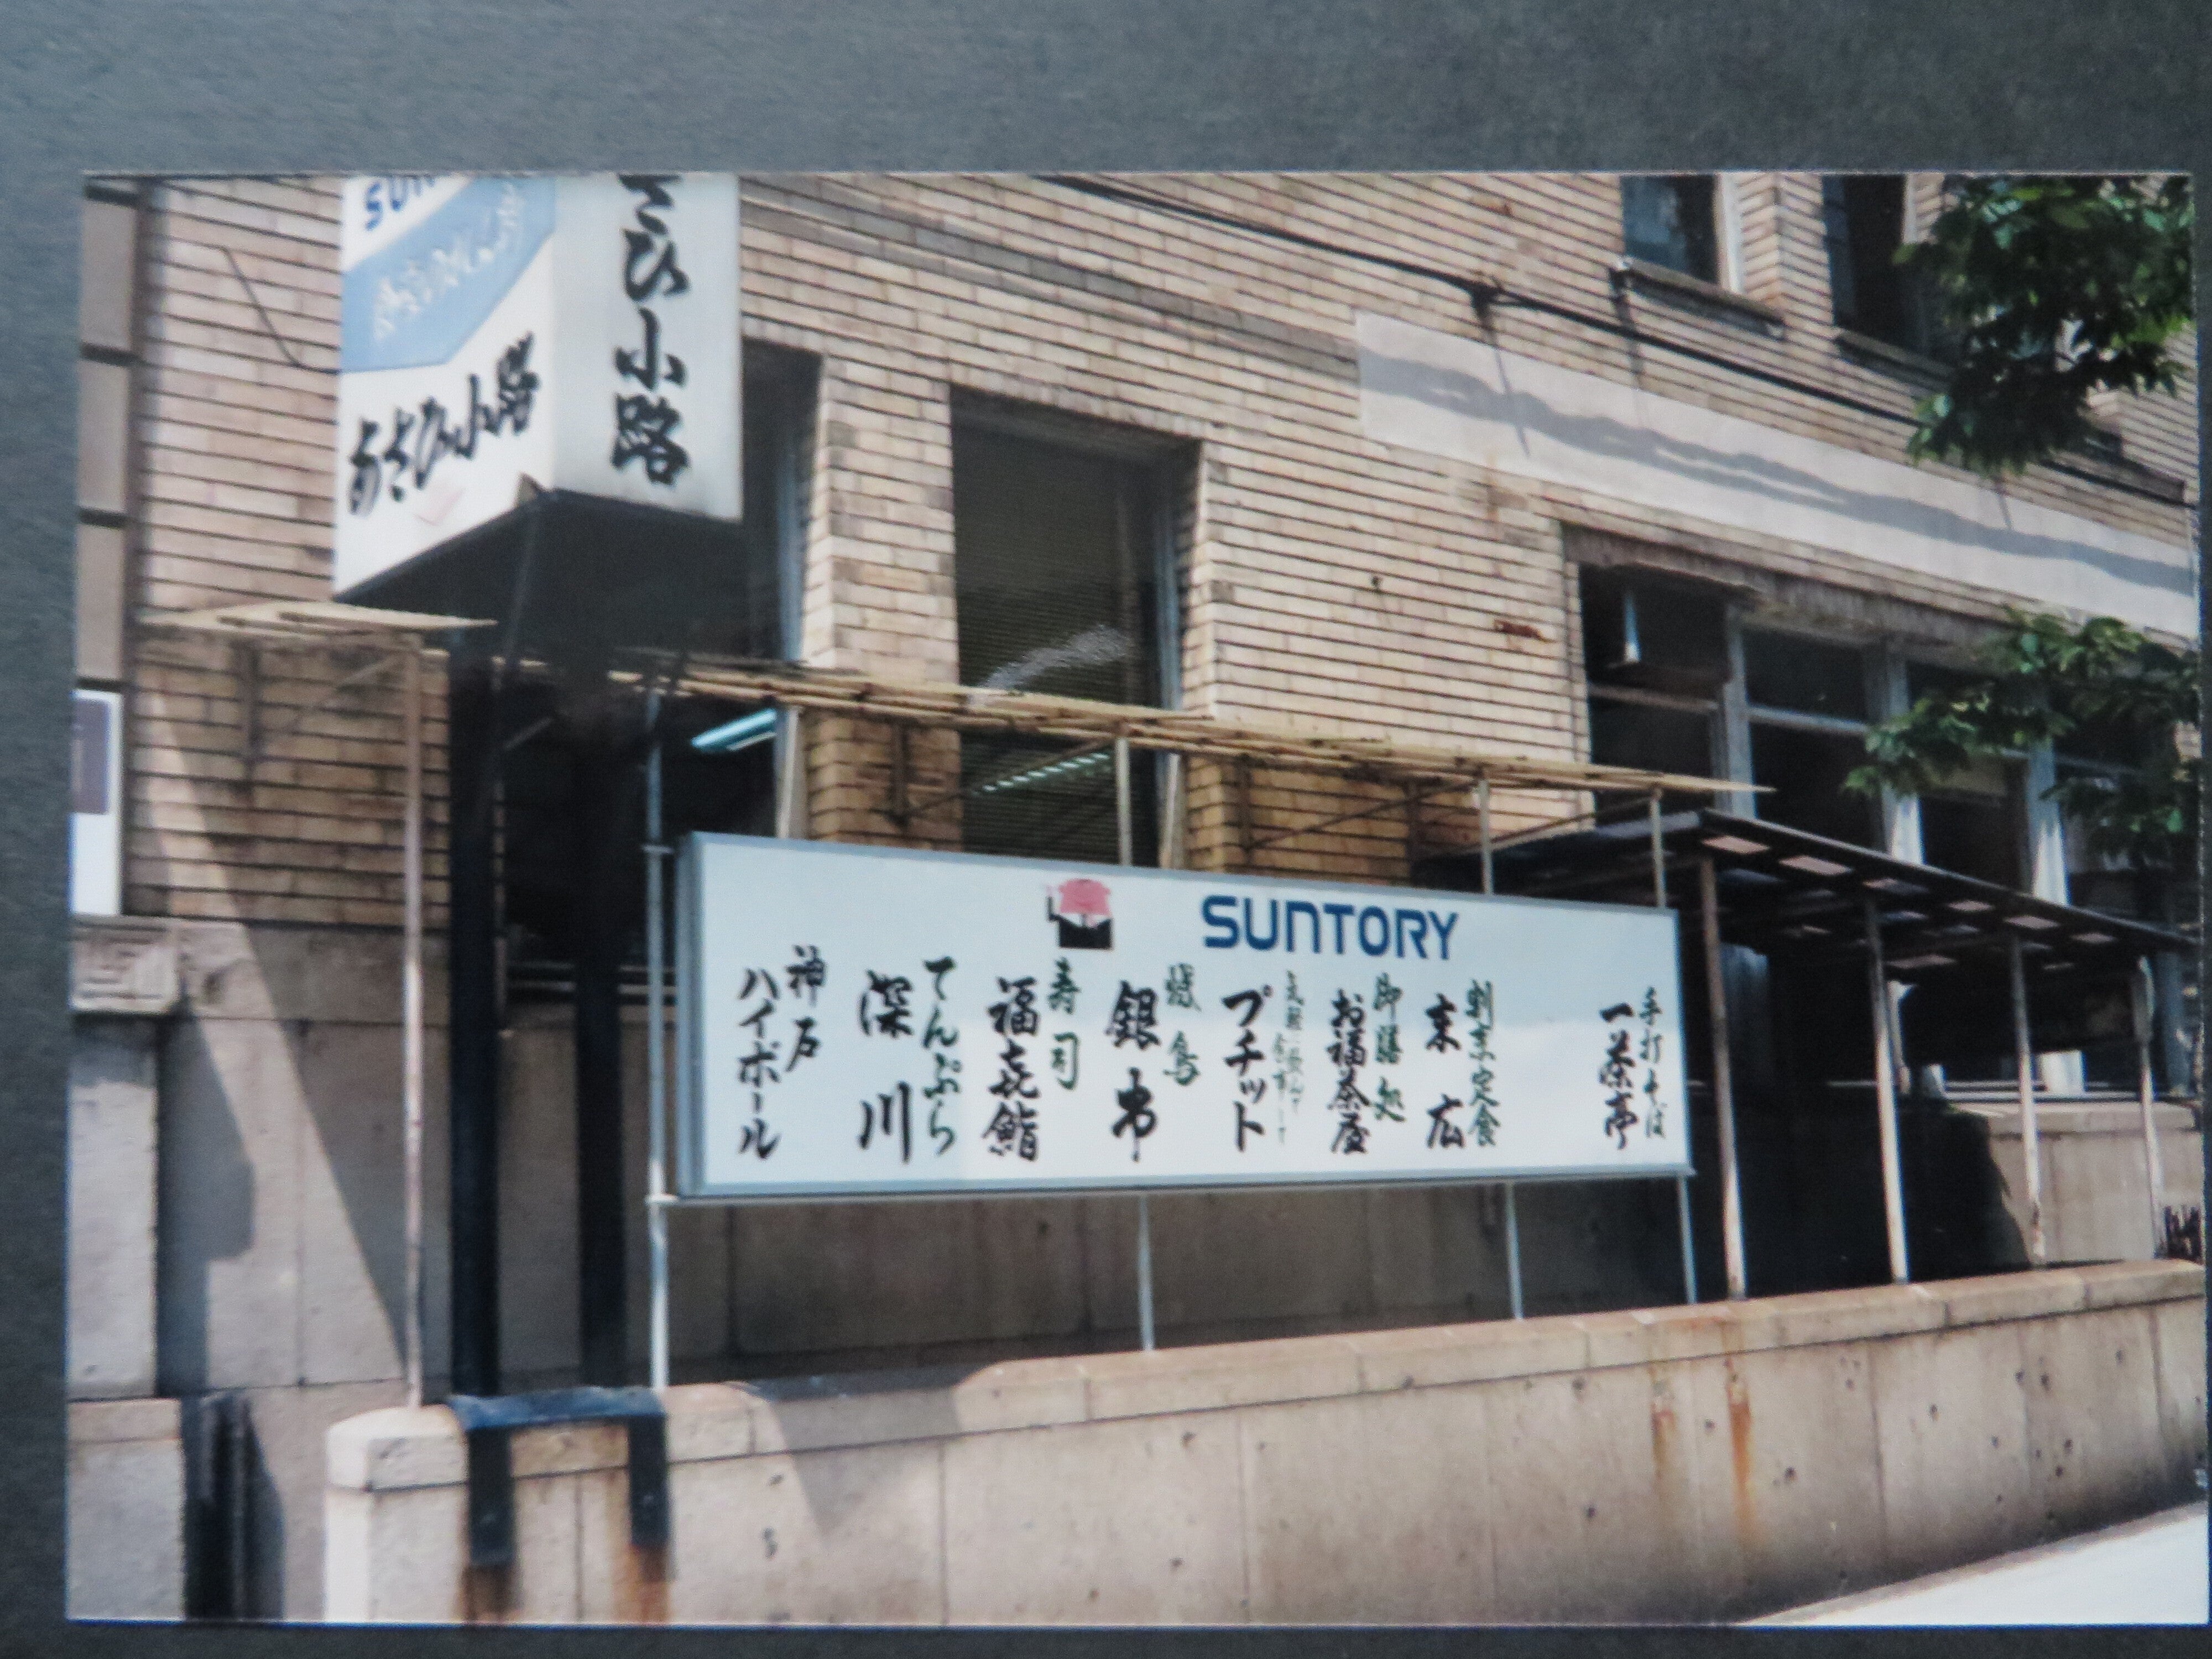 あさひ小路
さひ小路
SUNTORY
手打そば
一茶亭
割烹定食
末広
御膳処
お福茶屋
プチット
焼鳥
銀串
寿司
福喜鮨
てんぷら
深川
神戸
ハイボール